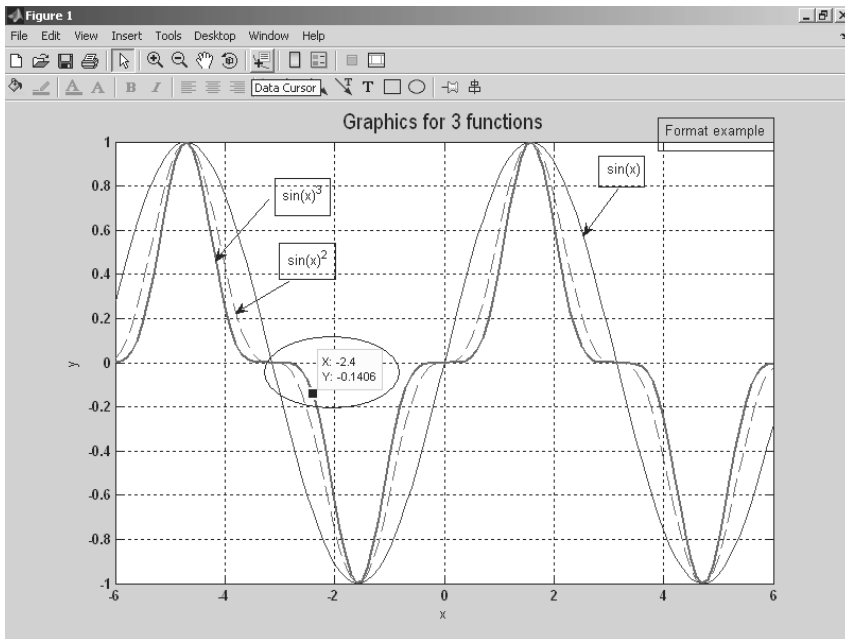 Figure 1
File Edit View Insert Tools Desktop Window Help
A A B I T T
Data Cursor
Graphics for 3 functions
Format example
sin(x)
sin(x)^3
sin(x)^2
X: -2.4
Y: -0.1406
y
1
0.8
0.6
0.4
0.2
0
-0.2
-0.4
-0.6
-0.8
-1
-6 -4 -2 0 2 4 6
x